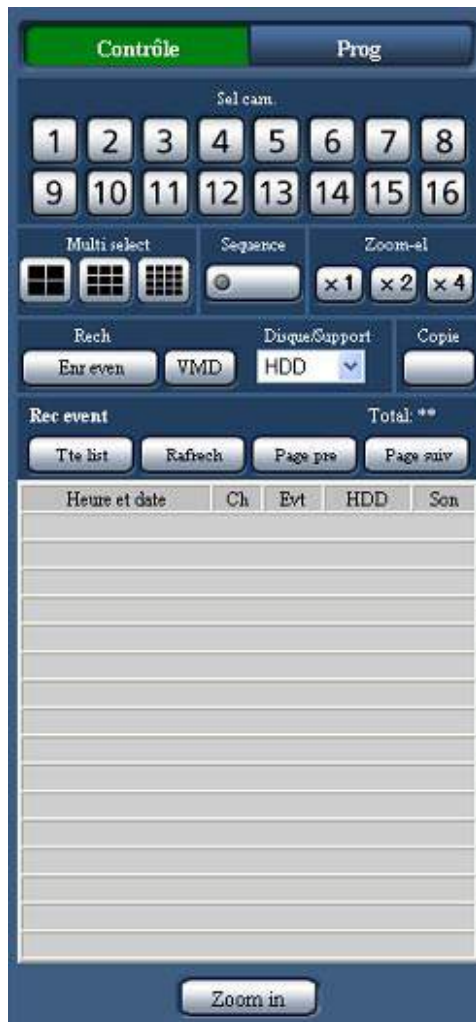 Contrôle Prog
Sel cam.
1 2 3 4 5 6 7 8
9 10 11 12 13 14 15 16
Multi select Sequence Zoom-el
x 1 x 2 x 4
Rech Disque/Support Copie
Enr even VMD HDD
Rec event Total: **
Tte list Rafrech Page pre Page suiv
Heure et date Ch Evt HDD Son
Zoom in